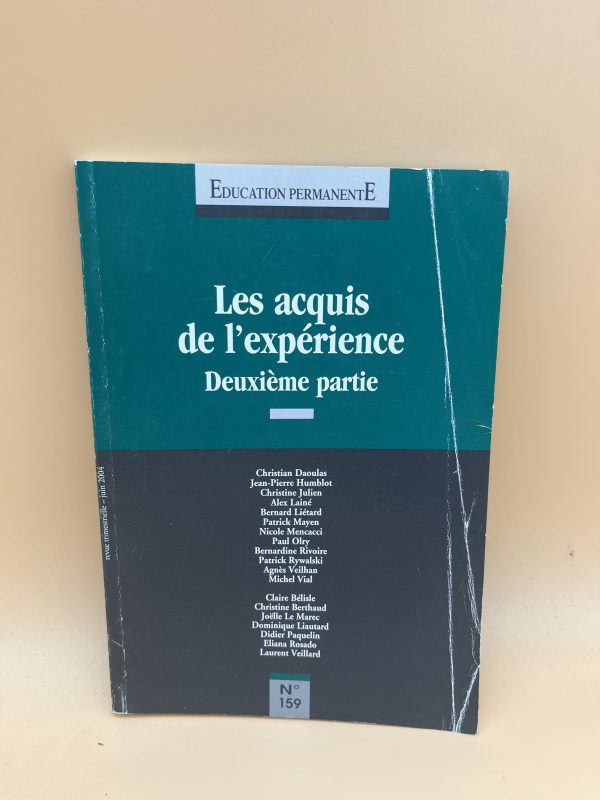 EDUCATION PERMANENTE
Les acquis
de l'expérience
Deuxième partie
revue trimestrielle - juin 2004
Christian Daoulas
Jean-Pierre Humblot
Christine Julien
Alex Lainé
Bernard Liétard
Patrick Mayen
Nicole Mencacci
Paul Olry
Bernardine Rivoire
Patrick Rywalski
Agnès Veilhan
Michel Vial
Claire Bélisle
Christine Berthaud
Joëlle Le Marec
Dominique Liautard
Didier Paquelin
Eliana Rosado
Laurent Veillard
N°
159